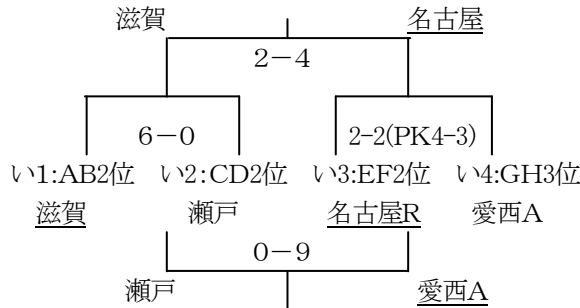 滋賀 名古屋
2－4
6－0 2-2(PK4-3)
い1:AB2位 い2:CD2位 い3:EF2位 い4:GH3位
滋賀 瀬戸 名古屋R 愛西A
0－9
瀬戸 愛西A